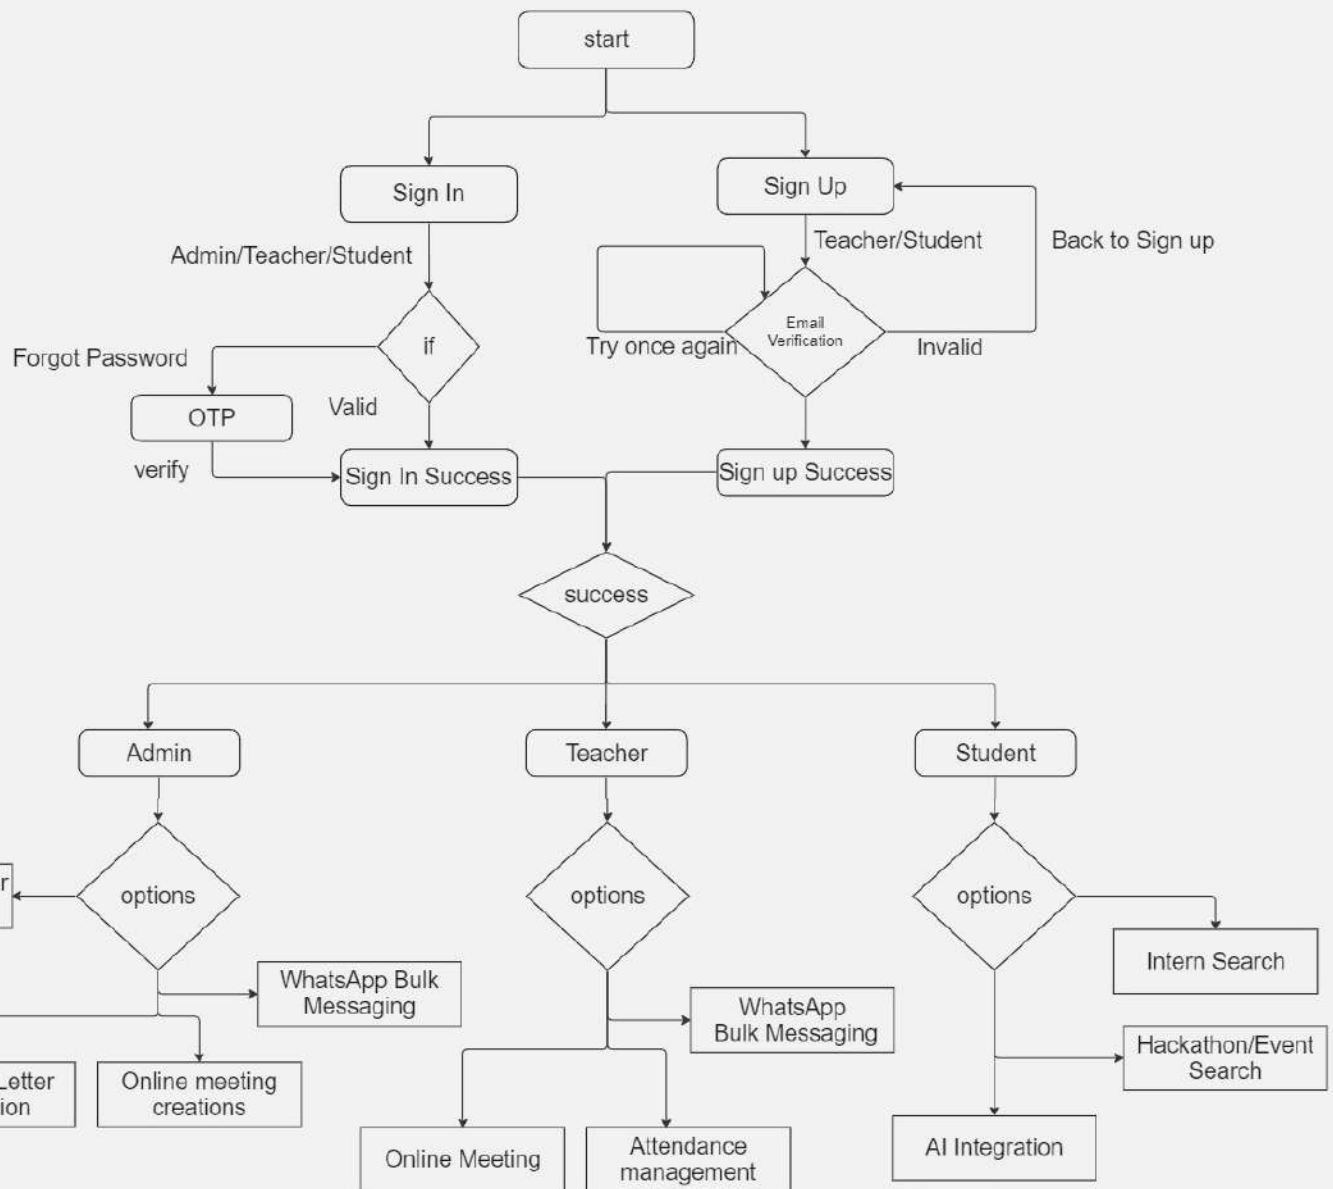 start
Sign In
Sign Up
Admin/Teacher/Student
Teacher/Student
Back to Sign up
if
Email
Verification
Forgot Password
Try once again
Invalid
OTP
Valid
verify
Sign In Success
Sign up Success
success
Admin
Teacher
Student
options
options
options
WhatsApp Bulk
Messaging
Online meeting
creations
Letter
WhatsApp
Bulk Messaging
Online Meeting
Attendance
management
Intern Search
Hackathon/Event
Search
AI Integration